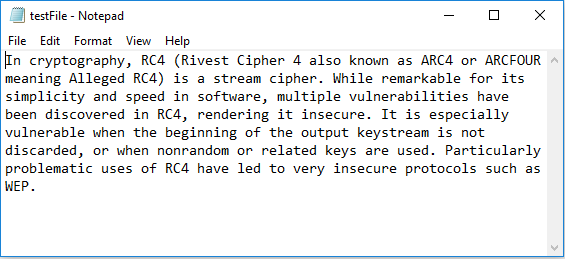 testFile - Notepad
File Edit Format View Help
In cryptography, RC4 (Rivest Cipher 4 also known as ARC4 or ARCFOUR
meaning Alleged RC4) is a stream cipher. While remarkable for its
simplicity and speed in software, multiple vulnerabilities have
been discovered in RC4, rendering it insecure. It is especially
vulnerable when the beginning of the output keystream is not
discarded, or when nonrandom or related keys are used. Particularly
problematic uses of RC4 have led to very insecure protocols such as
WEP.